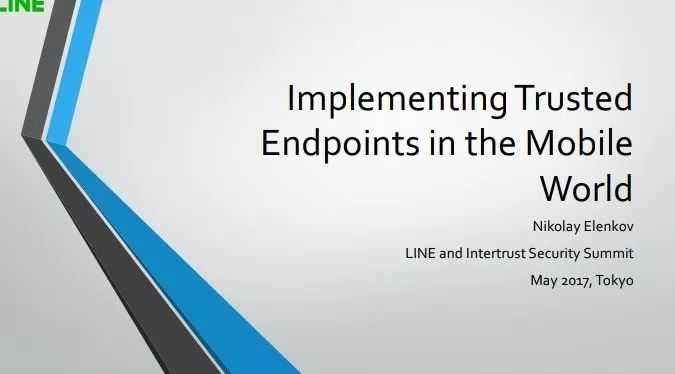 LINE
Implementing Trusted
Endpoints in the Mobile
World
Nikolay Elenkov
LINE and Intertrust Security Summit
May 2017, Tokyo